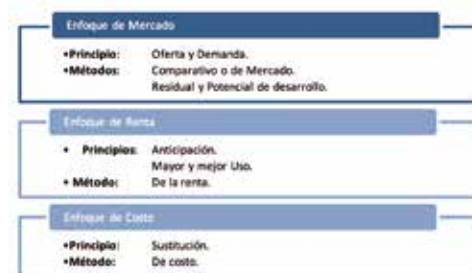 Enfoque de Mercado
•Principio: Oferta y Demanda.
•Métodos: Comparativo o de Mercado.
Residual y Potencial de desarrollo.
Enfoque de Renta
• Principios: Anticipación.
Mayor y mejor Uso.
• Método: De la renta.
Enfoque de Costo
•Principio: Sustitución.
•Método: De costo.